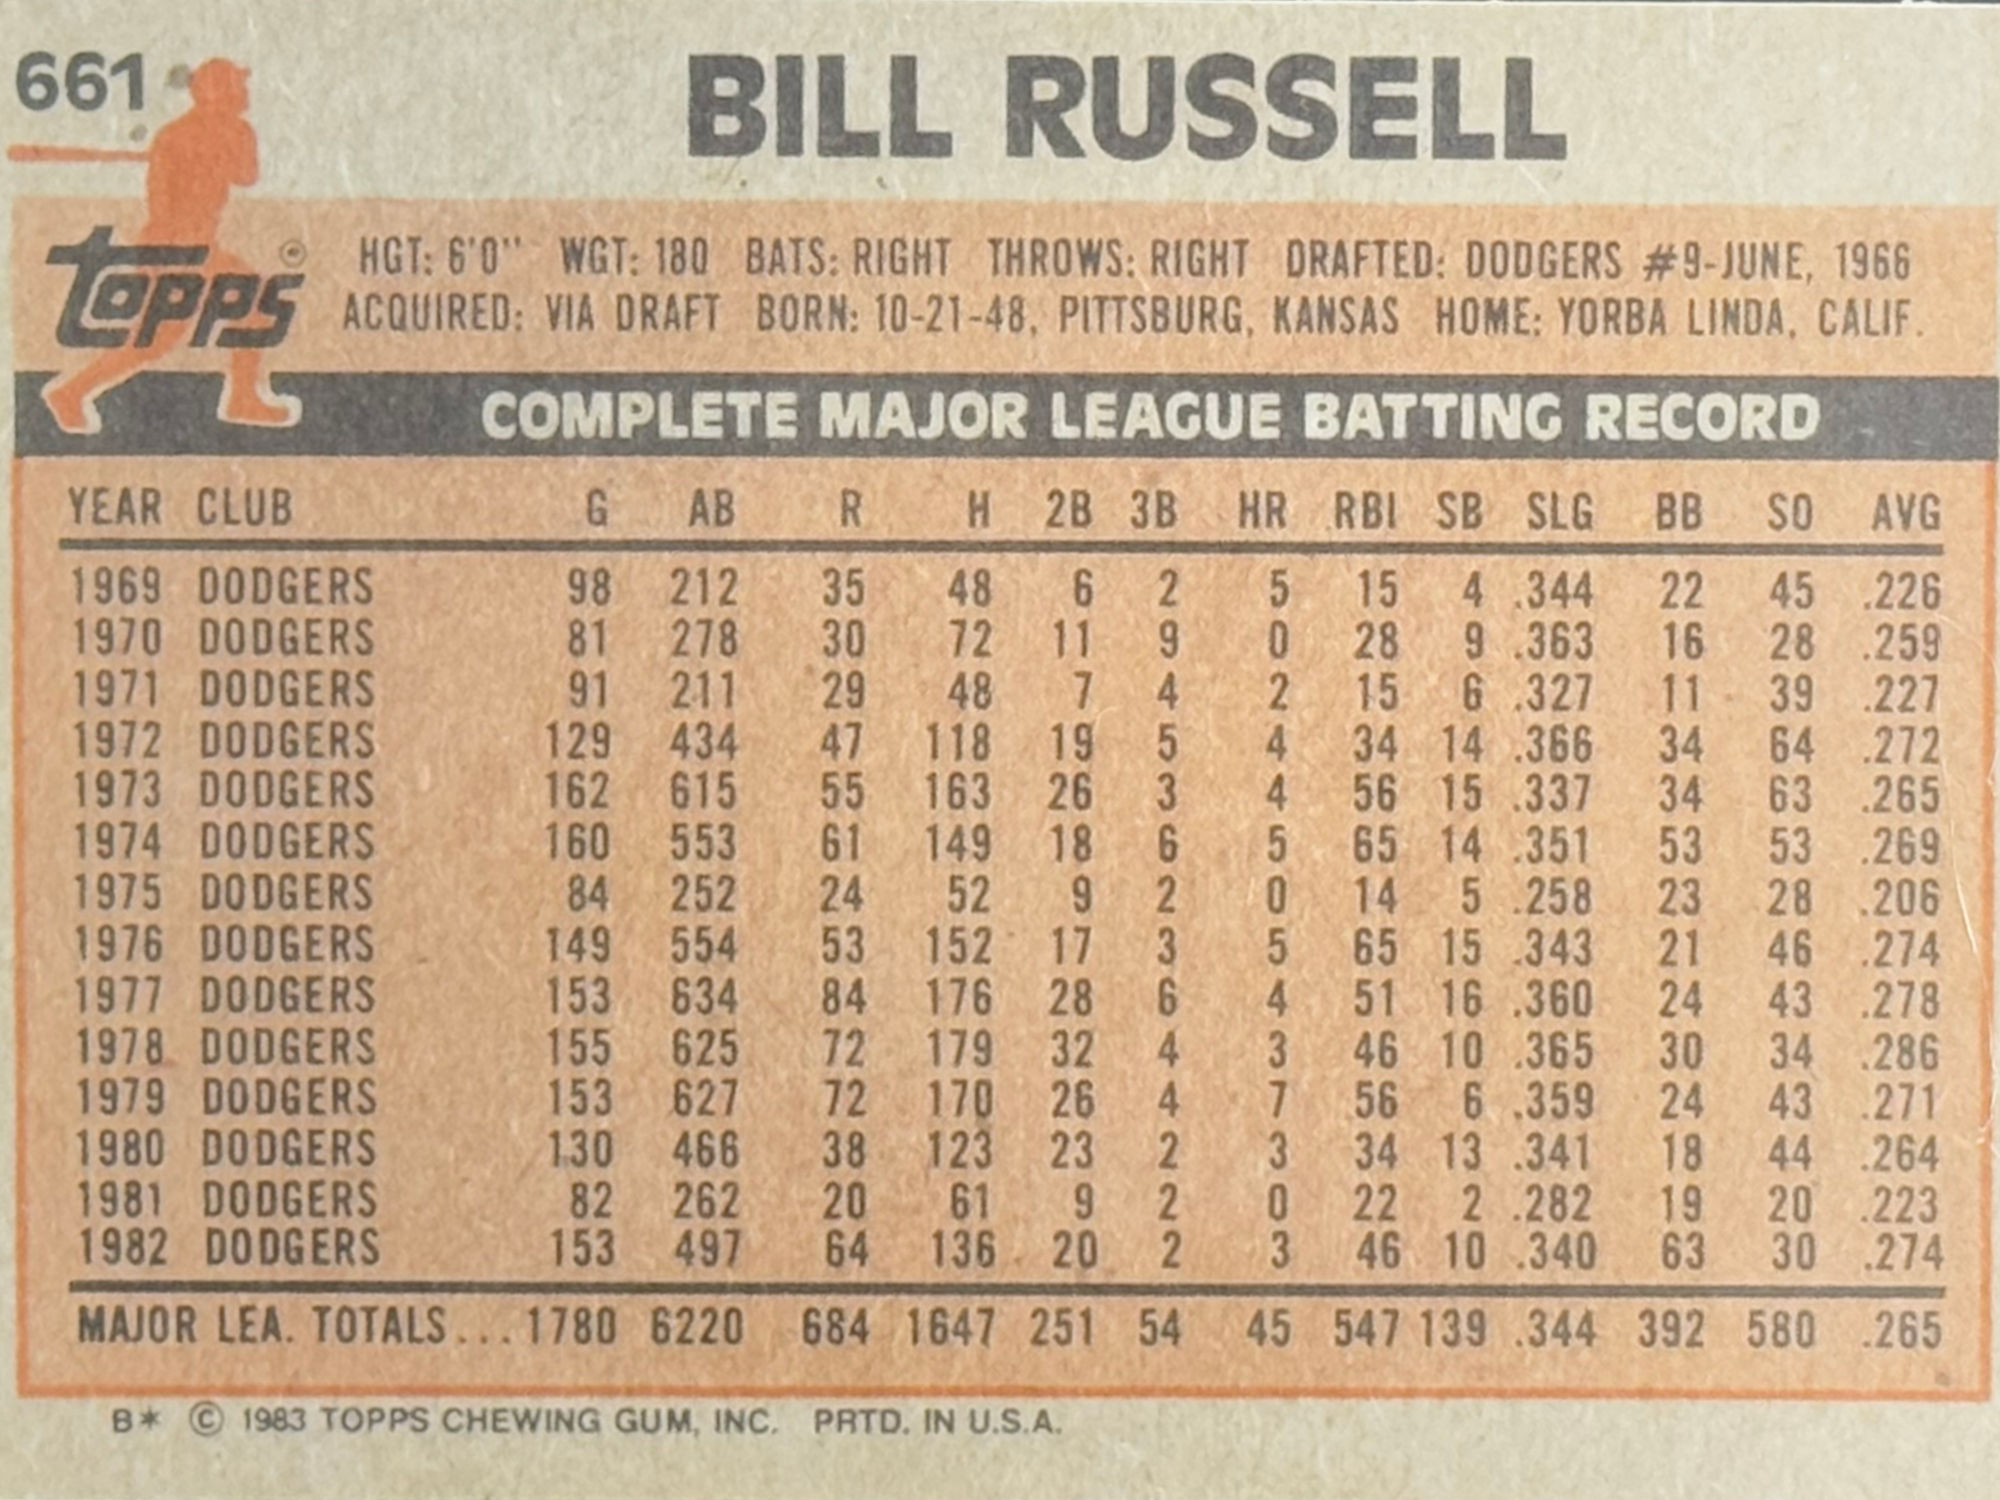 661
BILL RUSSELL
Topps ®
HGT: 6'0" WGT: 180 BATS: RIGHT THROWS: RIGHT DRAFTED: DODGERS #9-JUNE, 1966
ACQUIRED: VIA DRAFT BORN: 10-21-48, PITTSBURG, KANSAS HOME: YORBA LINDA, CALIF.
COMPLETE MAJOR LEAGUE BATTING RECORD
YEAR CLUB G AB R H 2B 3B HR RBI SB SLG BB SO AVG
1969 DODGERS 98 212 35 48 6 2 5 15 4 .344 22 45 .226
1970 DODGERS 81 278 30 72 11 9 0 28 9 .363 16 28 .259
1971 DODGERS 91 211 29 48 7 4 2 15 6 .327 11 39 .227
1972 DODGERS 129 434 47 118 19 5 4 34 14 .366 34 64 .272
1973 DODGERS 162 615 55 163 26 3 4 56 15 .337 34 63 .265
1974 DODGERS 160 553 61 149 18 6 5 65 14 .351 53 53 .269
1975 DODGERS 84 252 24 52 9 2 0 14 5 .258 23 28 .206
1976 DODGERS 149 554 53 152 17 3 5 65 15 .343 21 46 .274
1977 DODGERS 153 634 84 176 28 6 4 51 16 .360 24 43 .278
1978 DODGERS 155 625 72 179 32 4 3 46 10 .365 30 34 .286
1979 DODGERS 153 627 72 170 26 4 7 56 6 .359 24 43 .271
1980 DODGERS 130 466 38 123 23 2 3 34 13 .341 18 44 .264
1981 DODGERS 82 262 20 61 9 2 0 22 2 .282 19 20 .223
1982 DODGERS 153 497 64 136 20 2 3 46 10 .340 63 30 .274
MAJOR LEA. TOTALS... 1780 6220 684 1647 251 54 45 547 139 .344 392 580 .265
B* © 1983 TOPPS CHEWING GUM, INC. PRTD. IN U.S.A.